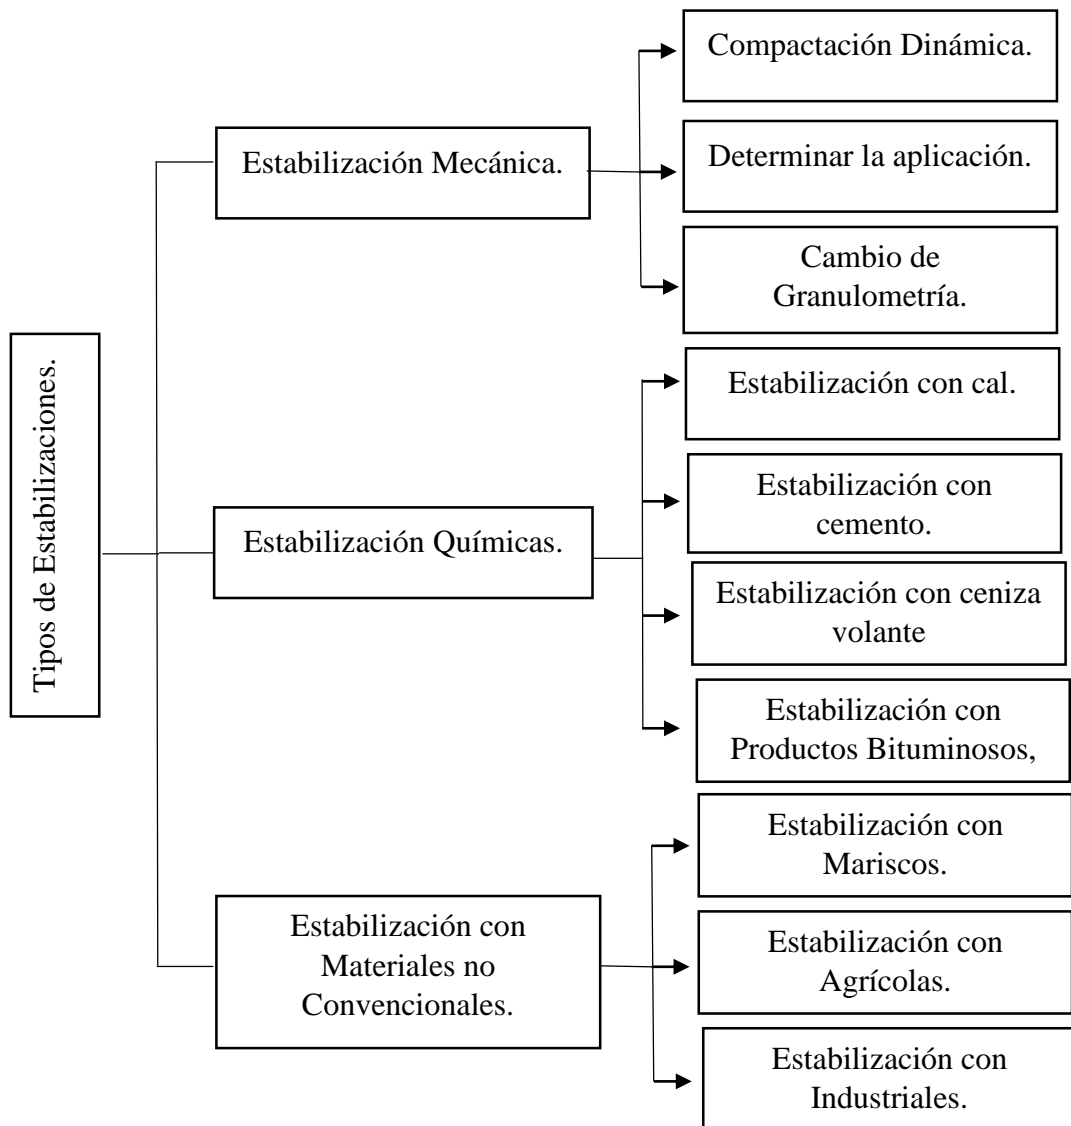 Tipos de Estabilizaciones.
Estabilización Mecánica.
Compactación Dinámica.
Determinar la aplicación.
Cambio de
Granulometría.
Estabilización Químicas.
Estabilización con cal.
Estabilización con
cemento.
Estabilización con ceniza
volante
Estabilización con
Productos Bituminosos,
Estabilización con
Materiales no
Convencionales.
Estabilización con
Mariscos.
Estabilización con
Agrícolas.
Estabilización con
Industriales.